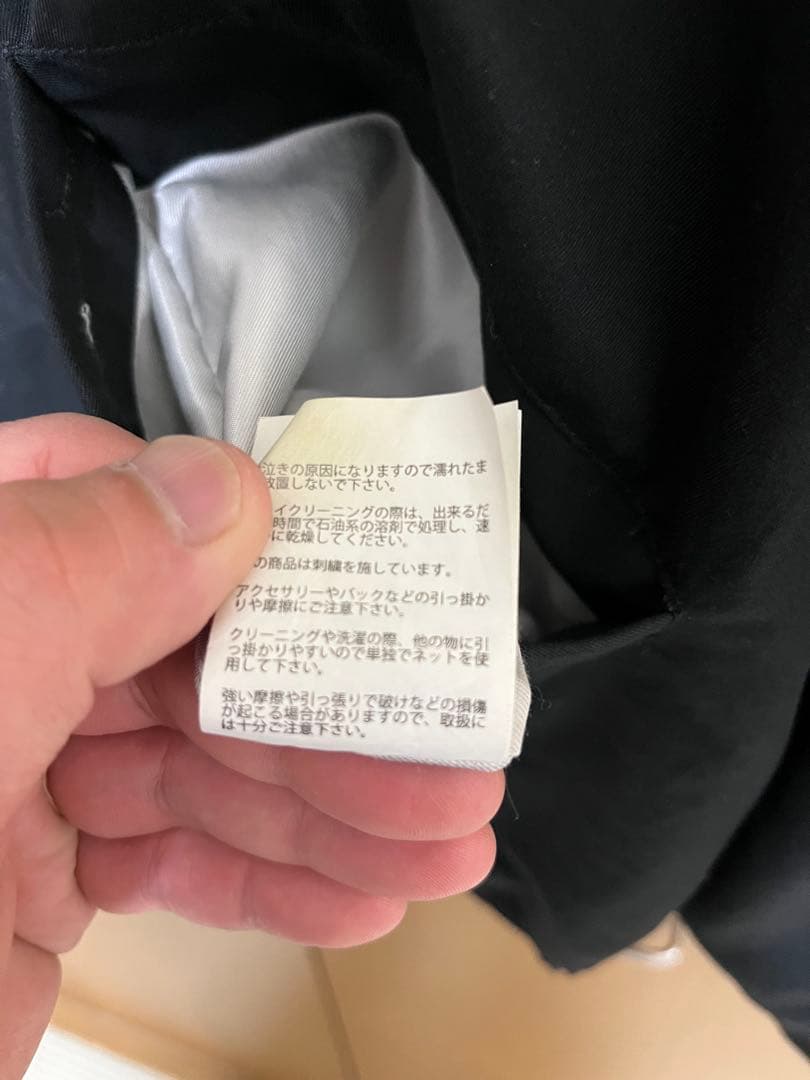 泣きの原因になりますので濡れたま
放置しないで下さい。
イクリーニングの際は、出来るだ
時間で石油系の溶剤で処理し、速
に乾燥してください。
の商品は刺繍を施しています。
アクセサリーやバックなどの引っ掛か
りや摩擦にご注意下さい。
クリーニングや洗濯の際、他の物に引
っ掛かりやすいので単独でネットを使
用して下さい。
強い摩擦や引っ張りで破けなどの損傷
が起こる場合がありますので、取扱に
は十分ご注意下さい。